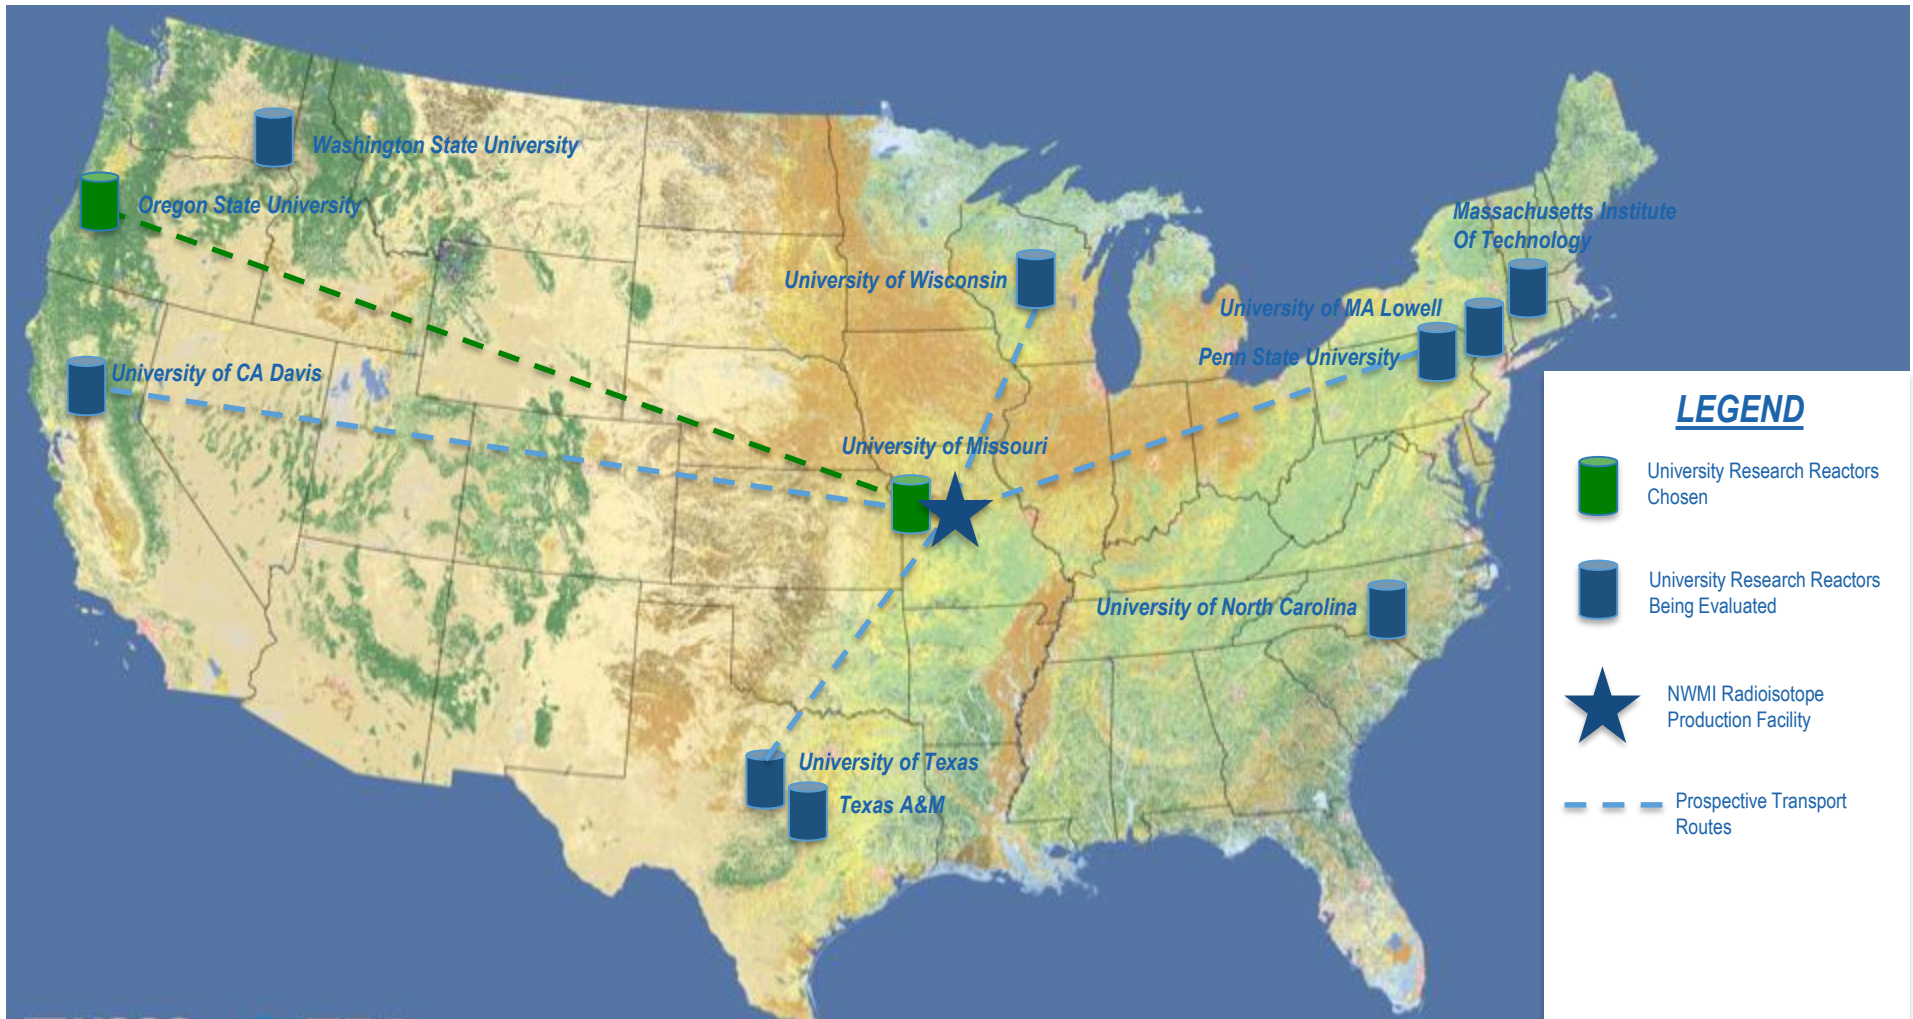 Washington State University
Oregon State University
Massachusetts Institute
Of Technology
University of Wisconsin
University of MA Lowell
Penn State University
University of CA Davis
University of Missouri
University of North Carolina
University of Texas
Texas A&M
LEGEND
University Research Reactors
Chosen
University Research Reactors
Being Evaluated
NWMI Radioisotope
Production Facility
Prospective Transport
Routes